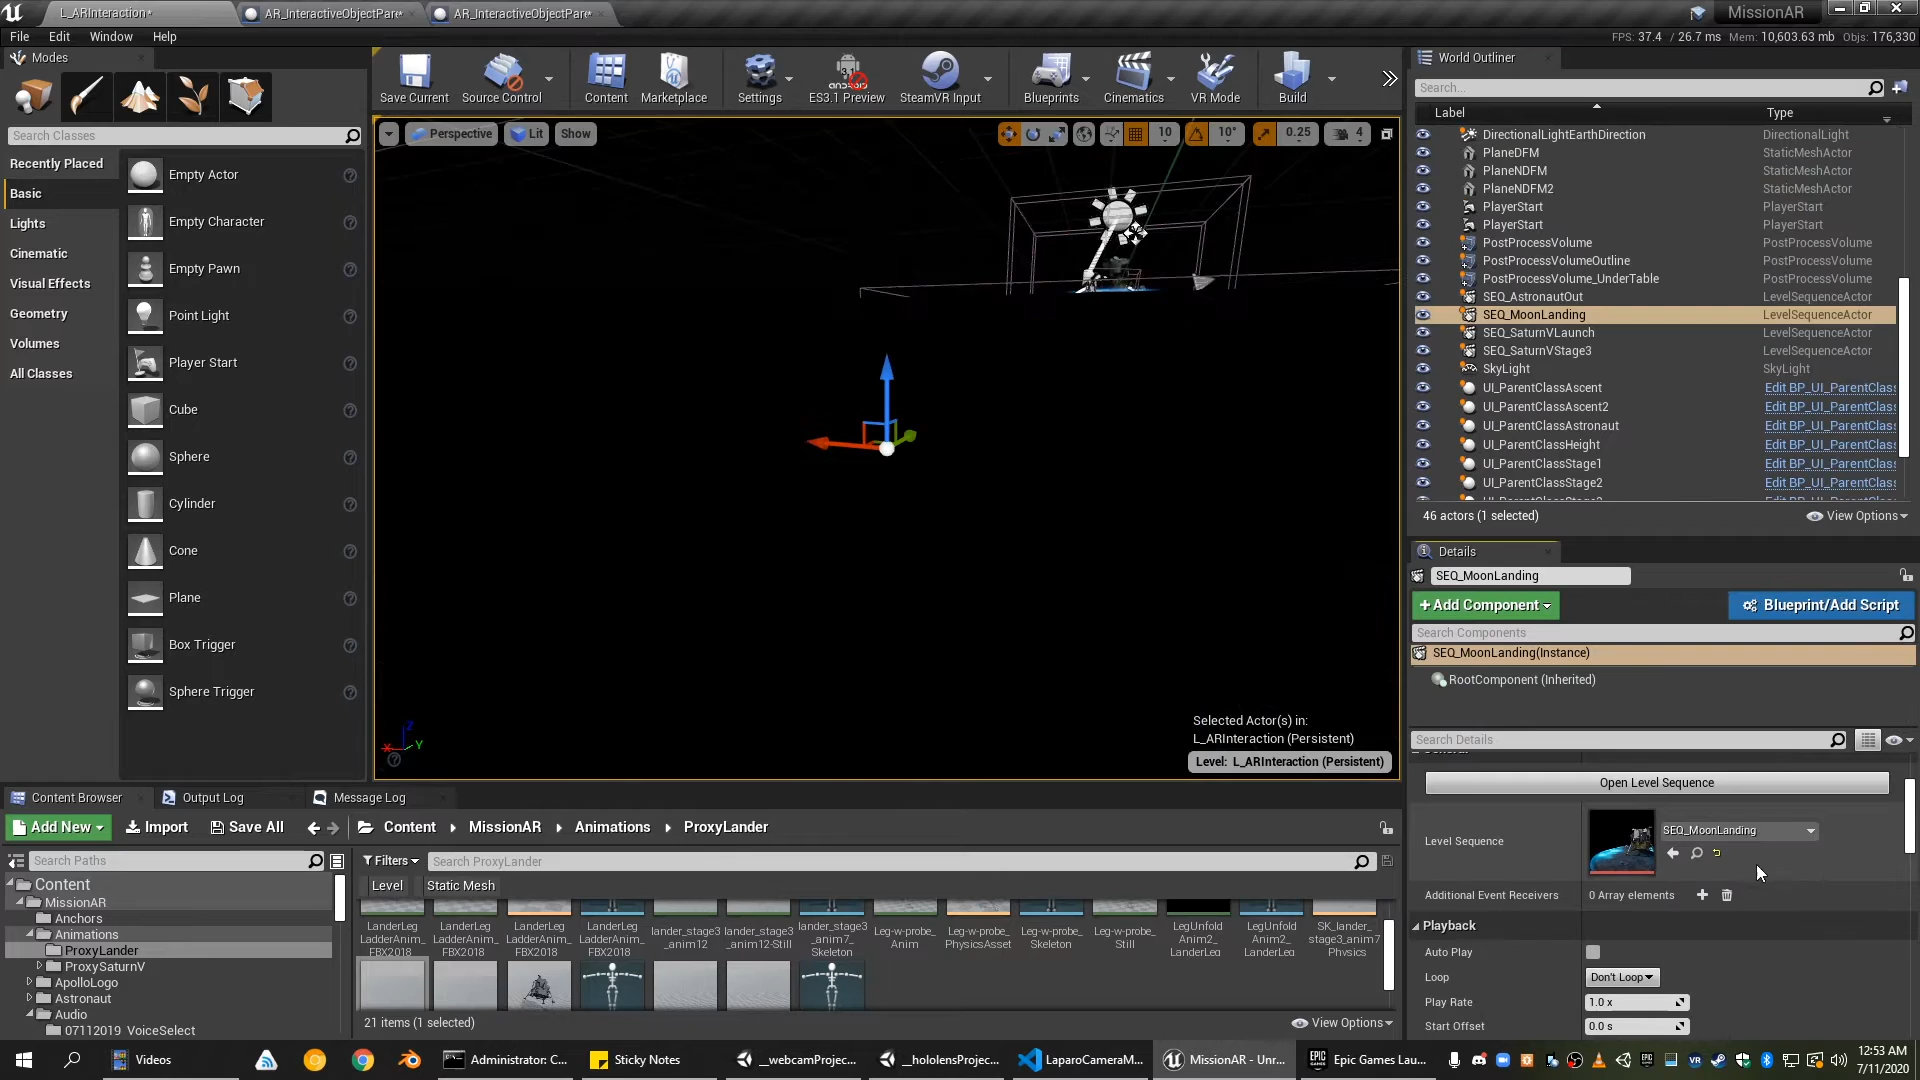 L_ARInteraction*
AR_InteractiveObjectPare*
AR_InteractiveObjectPare*
MissionAR
File Edit Window Help
FPS: 37.4 / 26.7 ms Mem: 10,603.63 mb Objs: 176,330
Modes
Search Classes
Recently Placed
Basic
Lights
Cinematic
Visual Effects
Geometry
Volumes
All Classes
Empty Actor
Empty Character
Empty Pawn
Point Light
Player Start
Cube
Sphere
Cylinder
Cone
Plane
Box Trigger
Sphere Trigger
Save Current Source Control Content Marketplace Settings ES3.1 Preview SteamVR Input Blueprints Cinematics VR Mode Build
Perspective Lit Show
10 10° 0.25 4
Selected Actor(s) in:
L_ARInteraction (Persistent)
Level: L_ARInteraction (Persistent)
World Outliner
Search...
Label Type
DirectionalLightEarthDirection DirectionalLight
PlaneDFM StaticMeshActor
PlaneNDFM StaticMeshActor
PlaneNDFM2 StaticMeshActor
PlayerStart PlayerStart
PlayerStart PlayerStart
PostProcessVolume PostProcessVolume
PostProcessVolumeOutline PostProcessVolume
PostProcessVolume_UnderTable PostProcessVolume
SEQ_AstronautOut LevelSequenceActor
SEQ_MoonLanding LevelSequenceActor
SEQ_SaturnVLaunch LevelSequenceActor
SEQ_SaturnVStage3 LevelSequenceActor
SkyLight SkyLight
UI_ParentClassAscent Edit BP_UI_ParentClass
UI_ParentClassAscent2 Edit BP_UI_ParentClass
UI_ParentClassAstronaut Edit BP_UI_ParentClass
UI_ParentClassHeight Edit BP_UI_ParentClass
UI_ParentClassStage1 Edit BP_UI_ParentClass
UI_ParentClassStage2 Edit BP_UI_ParentClass
46 actors (1 selected) View Options
Details
SEQ_MoonLanding
+Add Component Blueprint/Add Script
Search Components
SEQ_MoonLanding(Instance)
RootComponent (Inherited)
Search Details
Open Level Sequence
Level Sequence SEQ_MoonLanding
Additional Event Receivers 0 Array elements
Playback
Auto Play
Loop Don't Loop
Play Rate 1.0 x
Start Offset 0.0 s
Content Browser Output Log Message Log
Add New Import Save All Content MissionAR Animations ProxyLander
Search Paths
Content
MissionAR
Anchors
Animations
ProxyLander
ProxySaturnV
ApolloLogo
Astronaut
Audio
07112019_VoiceSelect
Filters Search ProxyLander
Level Static Mesh
LanderLeg LadderAnim_ FBX2018
LanderLeg LadderAnim_ FBX2018
LanderLeg LadderAnim_ FBX2018
LanderLeg LadderAnim_ FBX2018
lander_stage3 _anim12
lander_stage3 _anim12-Still
lander_stage3 _anim7_ Skeleton
Leg-w-probe_ Anim
Leg-w-probe_ PhysicsAsset
Leg-w-probe_ Skeleton
Leg-w-probe_ Still
LegUnfold Anim2_ LanderLeg
LegUnfold Anim2_ LanderLeg
SK_lander_ stage3_anim7 Physics
21 items (1 selected) View Options
X Y Z
Videos
Administrator: C...
Sticky Notes
__webcamProjec...
__hololensProjec...
LaparoCameraM...
MissionAR - Unr...
Epic Games Lau...
12:53 AM
7/11/2020